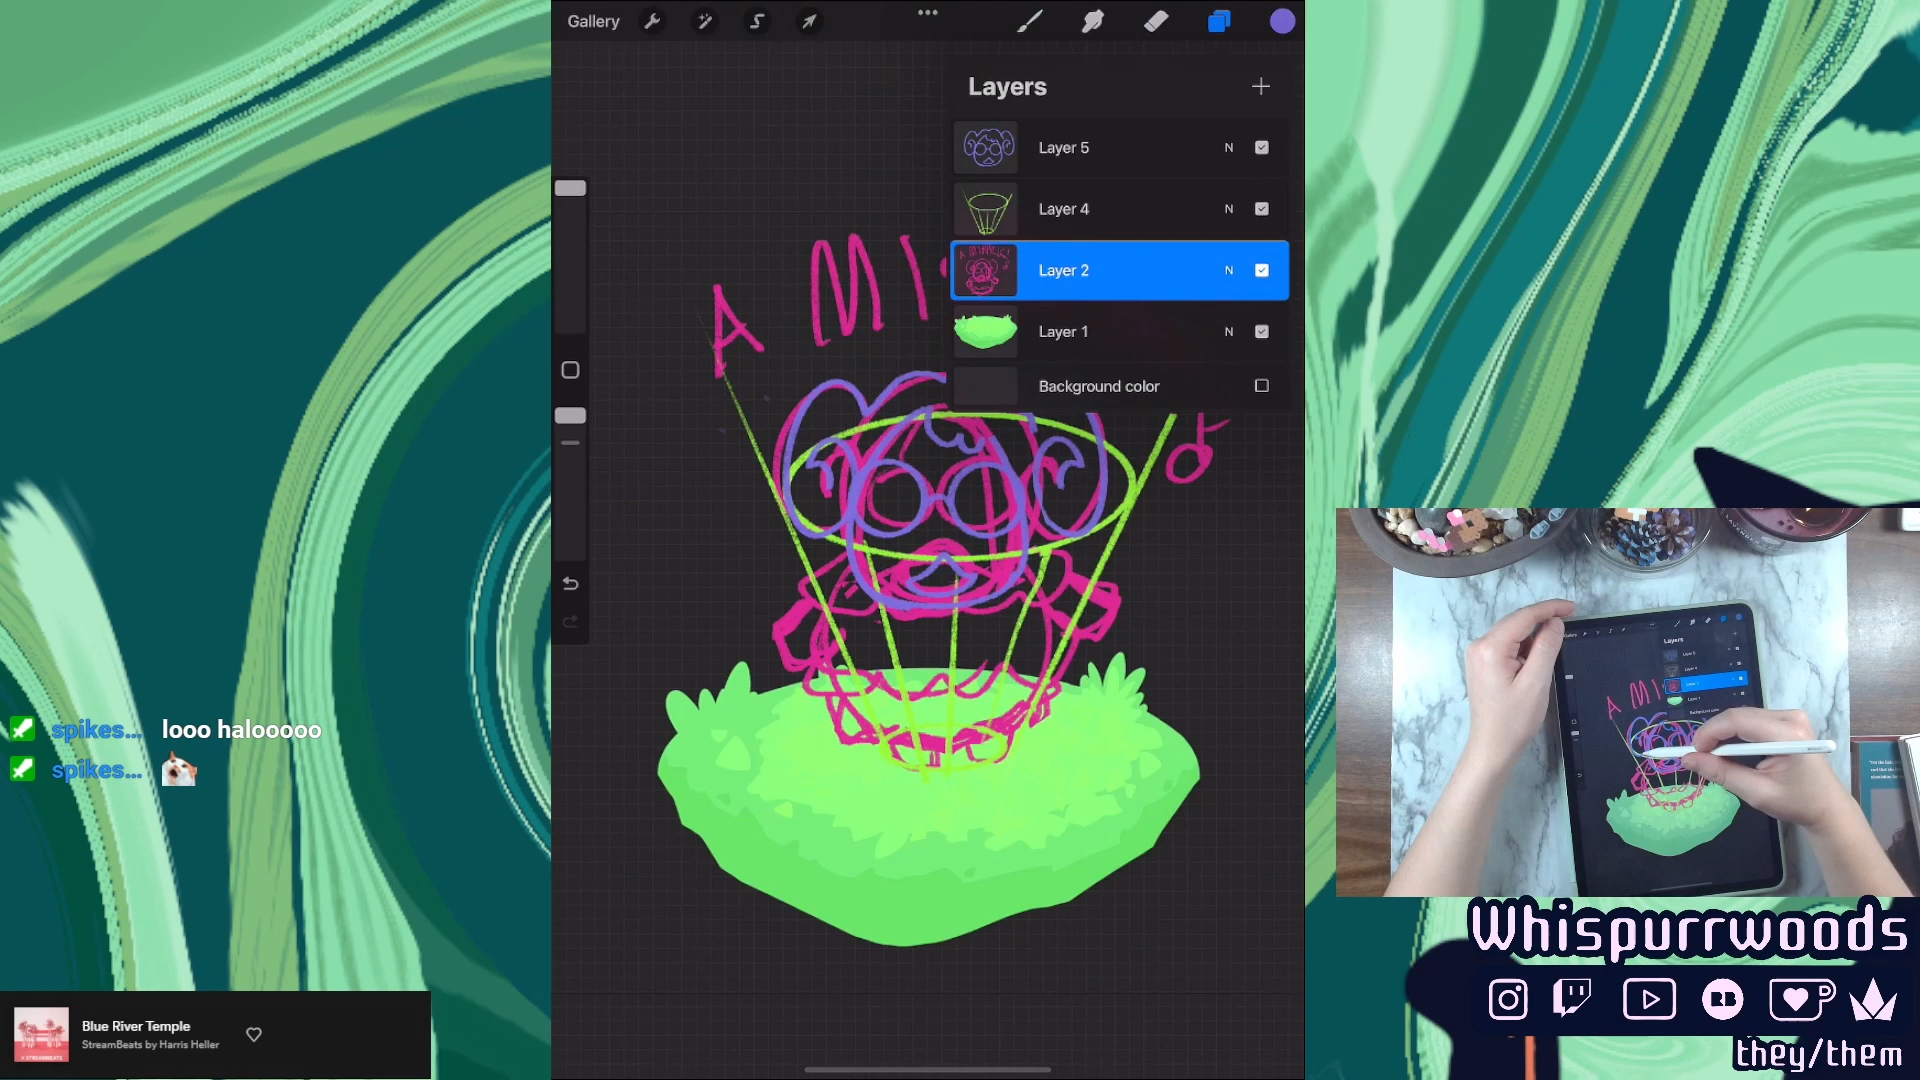 Gallery
Layers
Layer 5 N
Layer 4 N
Layer 2 N
Layer 1 N
Background color
A MI
spikes... looo halooooo
spikes...
Blue River Temple
StreamBeats by Harris Heller
Whispurrwoods
they/them